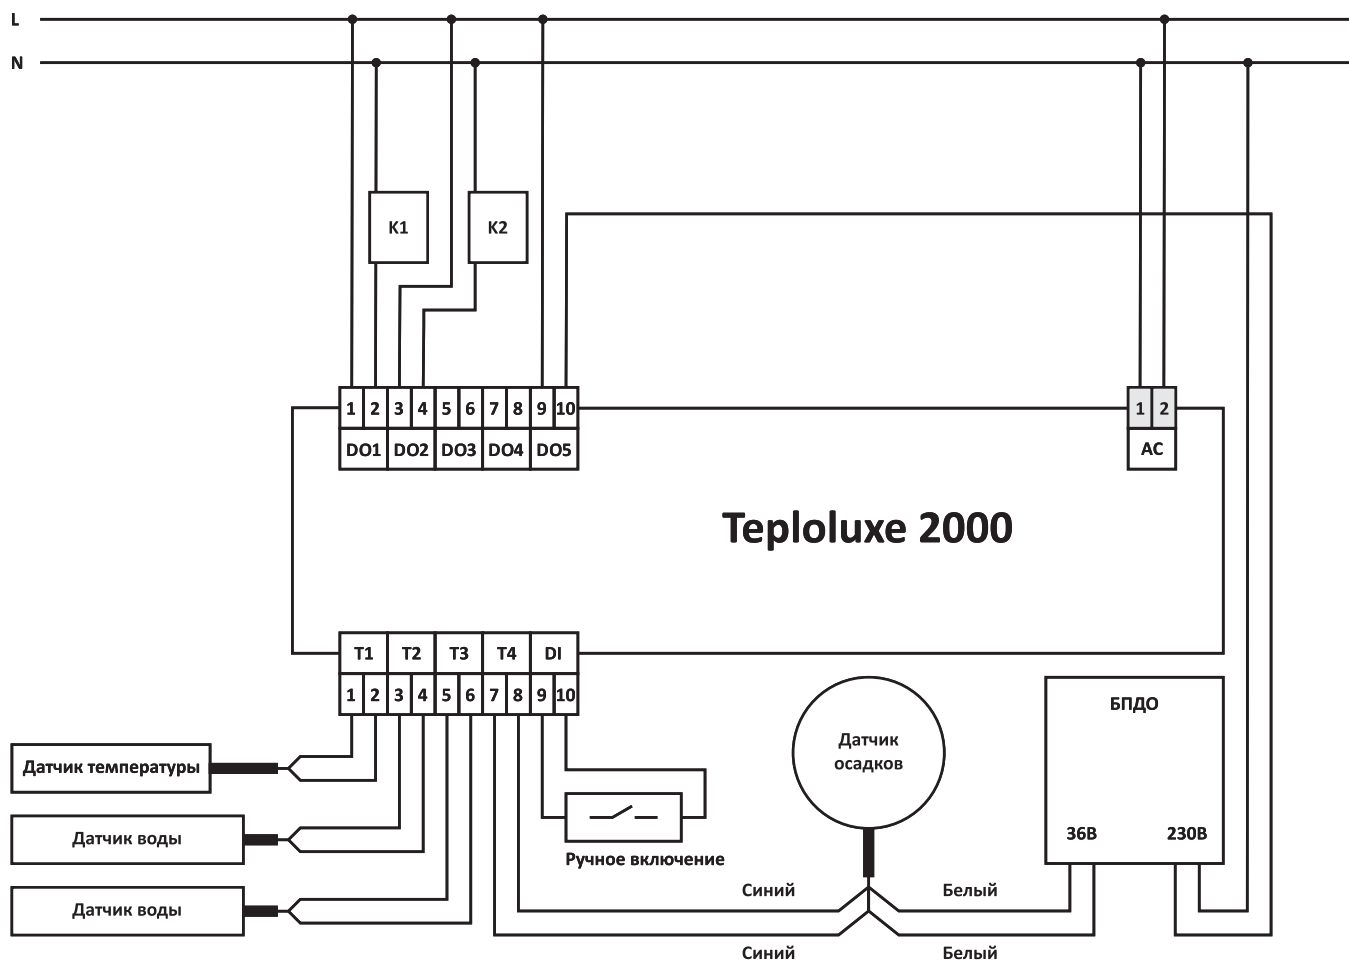 L
N
K1
K2
1 2 3 4 5 6 7 8 9 10
1 2
DO1 DO2 DO3 DO4 DO5
AC
Teploluxe 2000
T1 T2 T3 T4 DI
1 2 3 4 5 6 7 8 9 10
БПДО
Датчик
осадков
Датчик температуры
Датчик воды
36В
230В
Ручное включение
Синий
Белый
Датчик воды
Синий
Белый